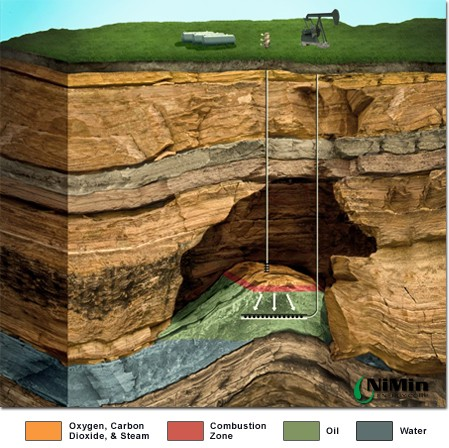 NiMin
Oxygen, Carbon
Dioxide, & Steam
Combustion
Zone
Oil
Water